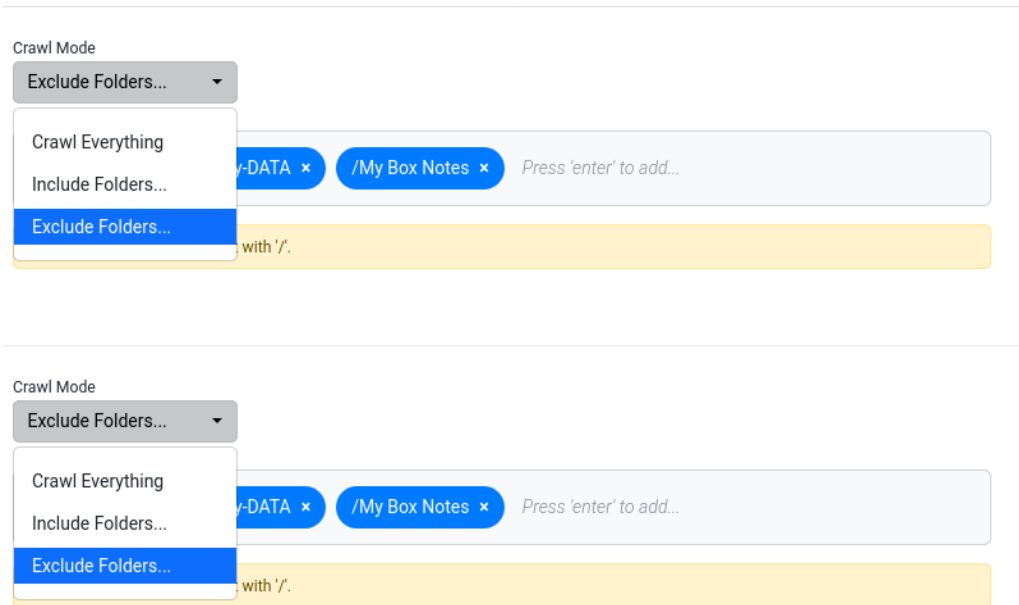 Crawl Mode
Exclude Folders...
Crawl Everything
y-DATA × /My Box Notes × Press 'enter' to add...
Include Folders...
Exclude Folders...
with '/'.
Crawl Mode
Exclude Folders...
Crawl Everything
y-DATA × /My Box Notes × Press 'enter' to add...
Include Folders...
Exclude Folders...
with '/'.